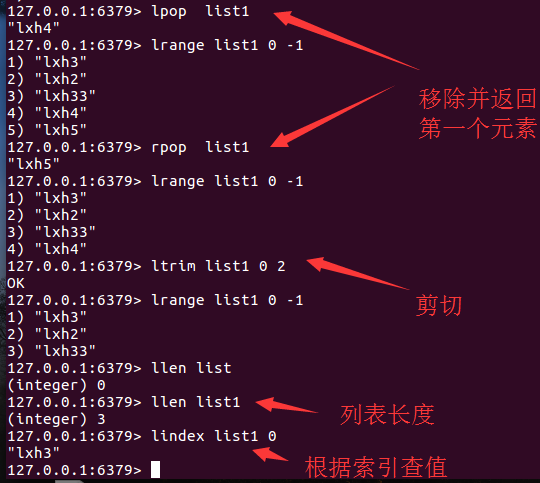 127.0.0.1:6379> lpop  list1
"lxh4"
127.0.0.1:6379> lrange list1 0 -1
1) "lxh3"
2) "lxh2"
3) "lxh33"
4) "lxh4"
5) "lxh5"
移除并返回
第一个元素
127.0.0.1:6379> rpop  list1
"lxh5"
127.0.0.1:6379> lrange list1 0 -1
1) "lxh3"
2) "lxh2"
3) "lxh33"
4) "lxh4"
127.0.0.1:6379> ltrim list1 0 2
OK
剪切
127.0.0.1:6379> lrange list1 0 -1
1) "lxh3"
2) "lxh2"
3) "lxh33"
127.0.0.1:6379> llen list
(integer) 0
127.0.0.1:6379> llen list1
列表长度
(integer) 3
127.0.0.1:6379> lindex list1 0
"lxh3"
根据索引查值
127.0.0.1:6379>